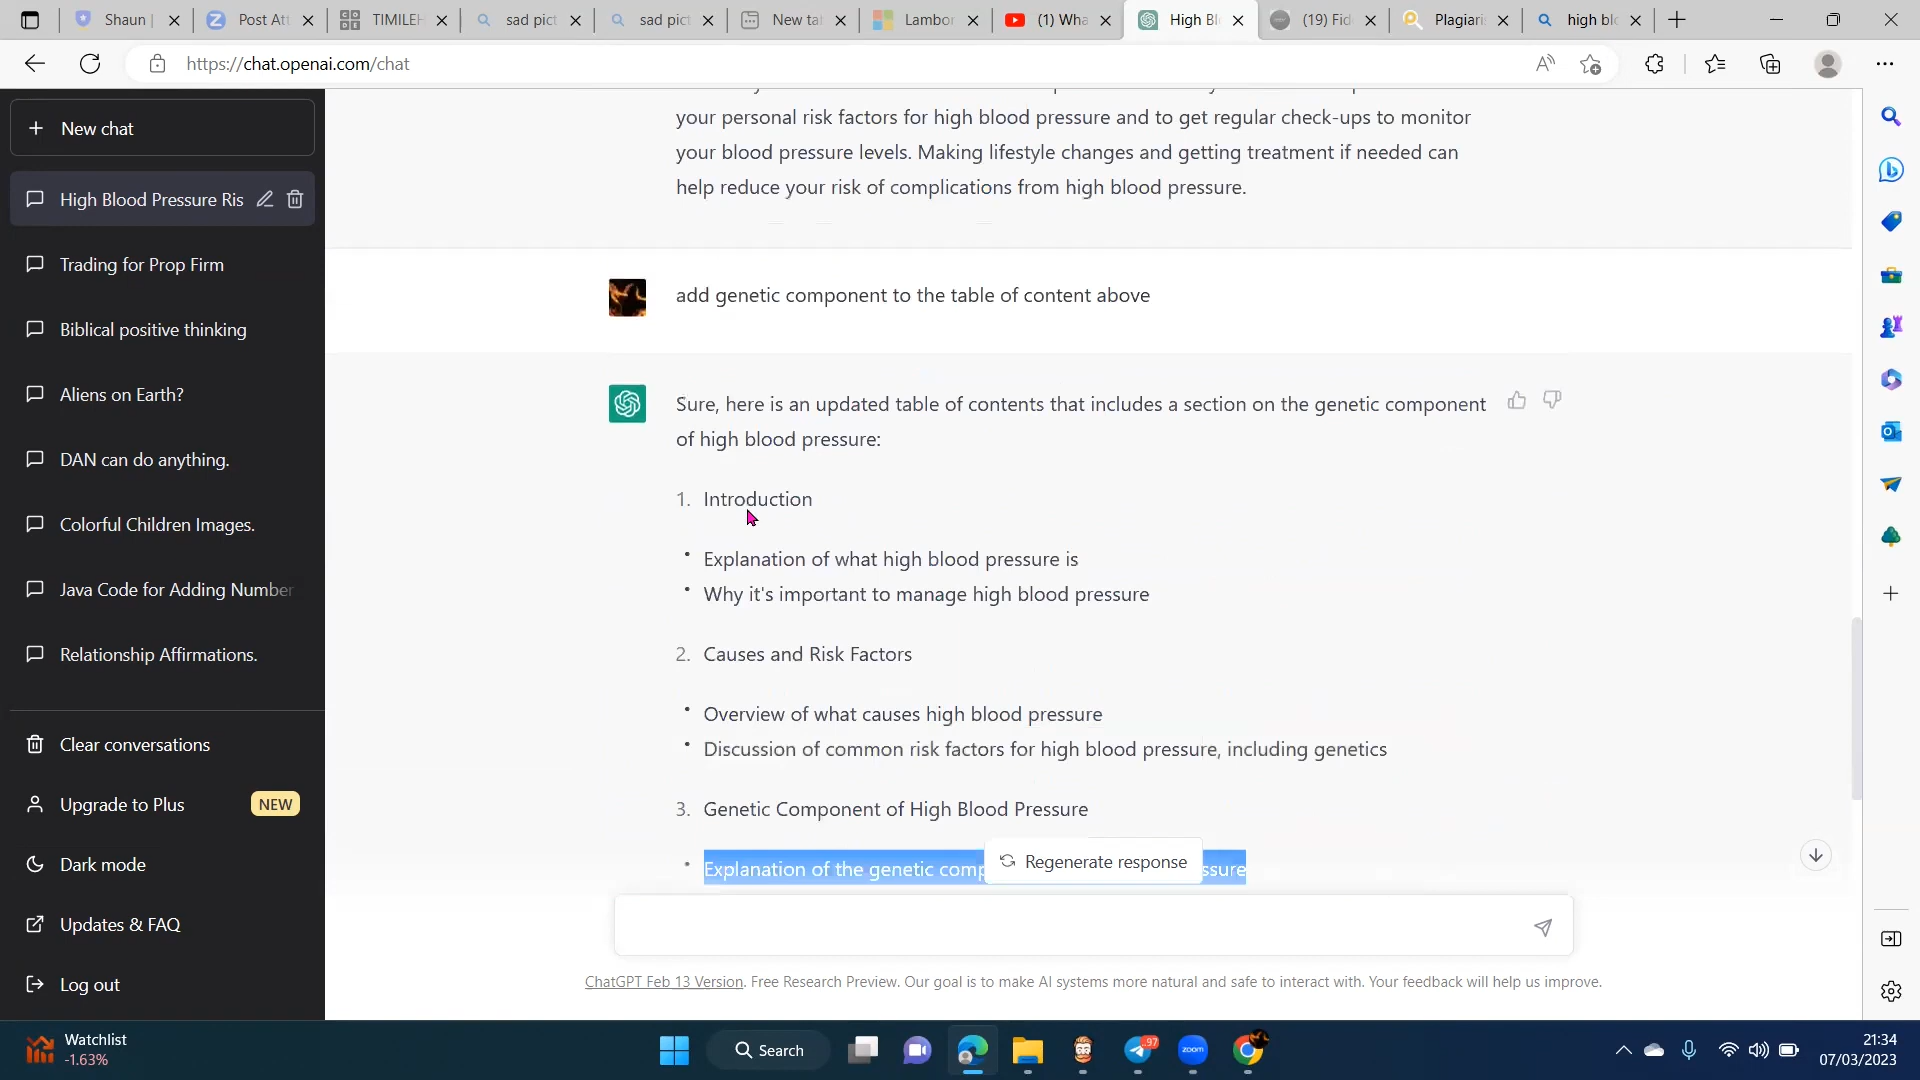 Shaun |
Post Att
TIMILEH
sad pict
sad pict
New tab
Lambor
(1) Wha
High Bl
(19) Fid
Plagiaris
high blo
https://chat.openai.com/chat
New chat
High Blood Pressure Ris
Trading for Prop Firm
Biblical positive thinking
Aliens on Earth?
DAN can do anything.
Colorful Children Images.
Java Code for Adding Number
Relationship Affirmations.
Clear conversations
Upgrade to Plus NEW
Dark mode
Updates & FAQ
Log out
your personal risk factors for high blood pressure and to get regular check-ups to monitor
your blood pressure levels. Making lifestyle changes and getting treatment if needed can
help reduce your risk of complications from high blood pressure.
add genetic component to the table of content above
Sure, here is an updated table of contents that includes a section on the genetic component
of high blood pressure:
1. Introduction
• Explanation of what high blood pressure is
• Why it's important to manage high blood pressure
2. Causes and Risk Factors
• Overview of what causes high blood pressure
• Discussion of common risk factors for high blood pressure, including genetics
3. Genetic Component of High Blood Pressure
• Explanation of the genetic comp ssure
Regenerate response
ChatGPT Feb 13 Version. Free Research Preview. Our goal is to make AI systems more natural and safe to interact with. Your feedback will help us improve.
Watchlist
-1.63%
Search
97
zoom
21:34
07/03/2023